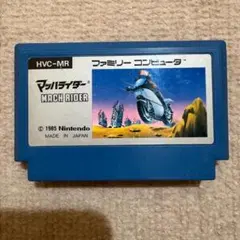 HVC-MR
ファミリー コンピュータ
マッハライダー
MACH RIDER
© 1985 Nintendo
MADE IN JAPAN